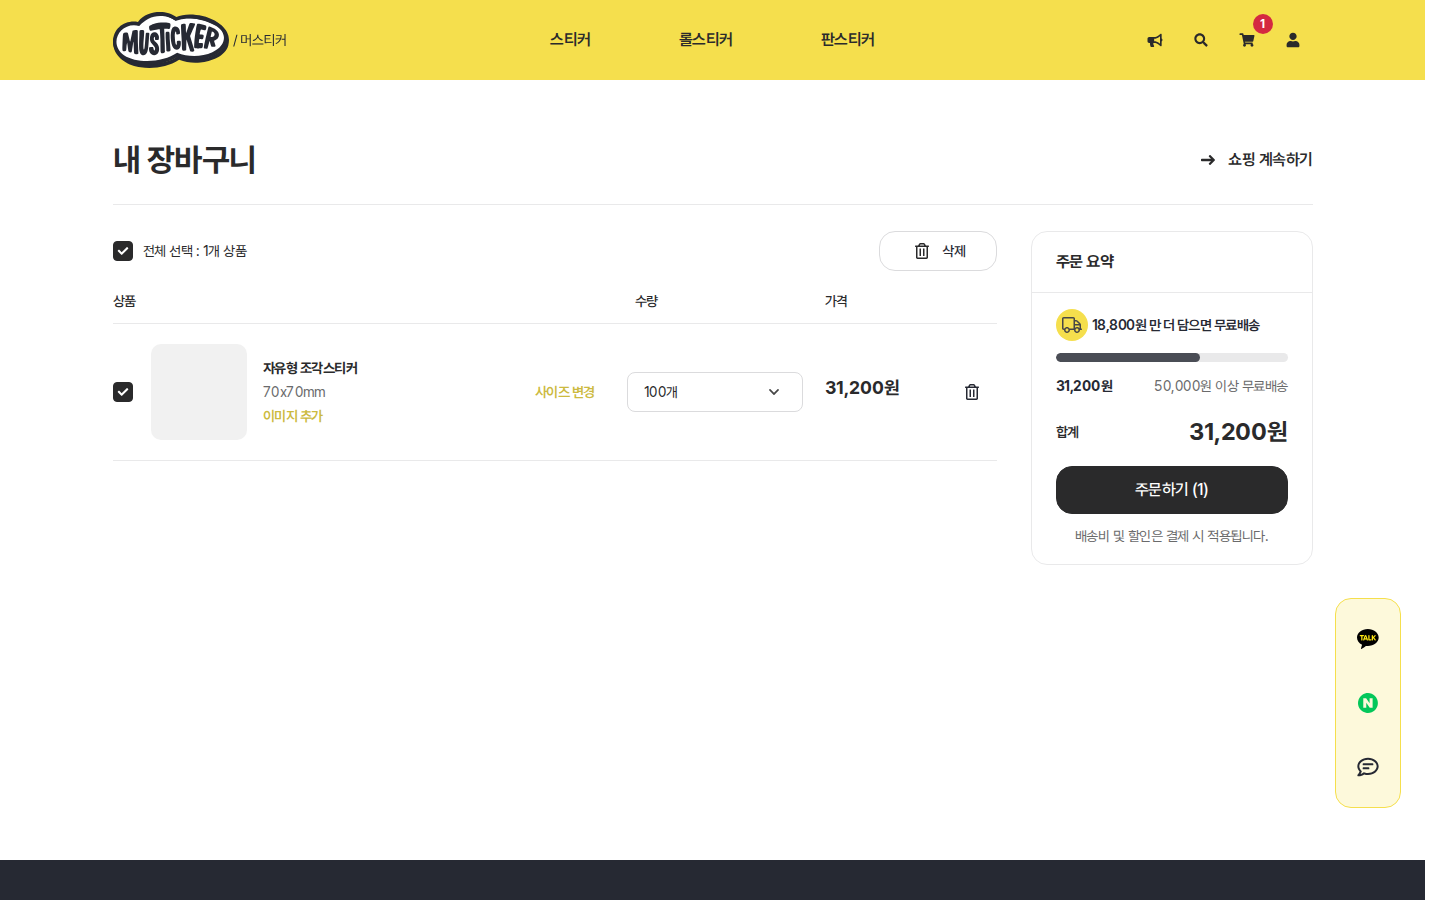 MUSTICKER / 머스티커
스티커
롤스티커
판스티커
1
내 장바구니
쇼핑 계속하기
전체 선택 : 1개 상품
삭제
상품
수량
가격
자유형 조각스티커
70x70mm
이미지 추가
사이즈 변경
100개
31,200원
주문 요약
18,800원 만 더 담으면 무료배송
31,200원
50,000원 이상 무료배송
합계
31,200원
주문하기 (1)
배송비 및 할인은 결제 시 적용됩니다.
TALK
N